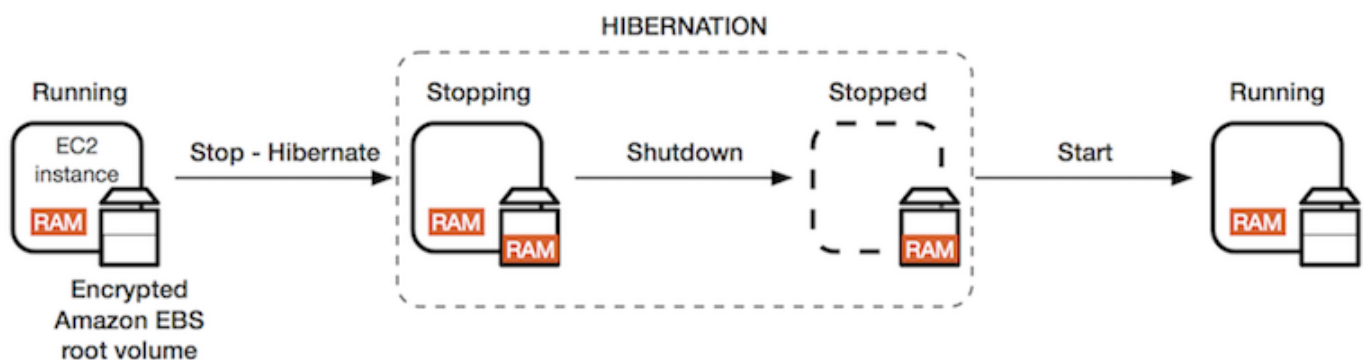 HIBERNATION
Running
Stopping
Stopped
Running
EC2
instance
Stop - Hibernate
Shutdown
Start
RAM
RAM
RAM
RAM
RAM
Encrypted
Amazon EBS
root volume